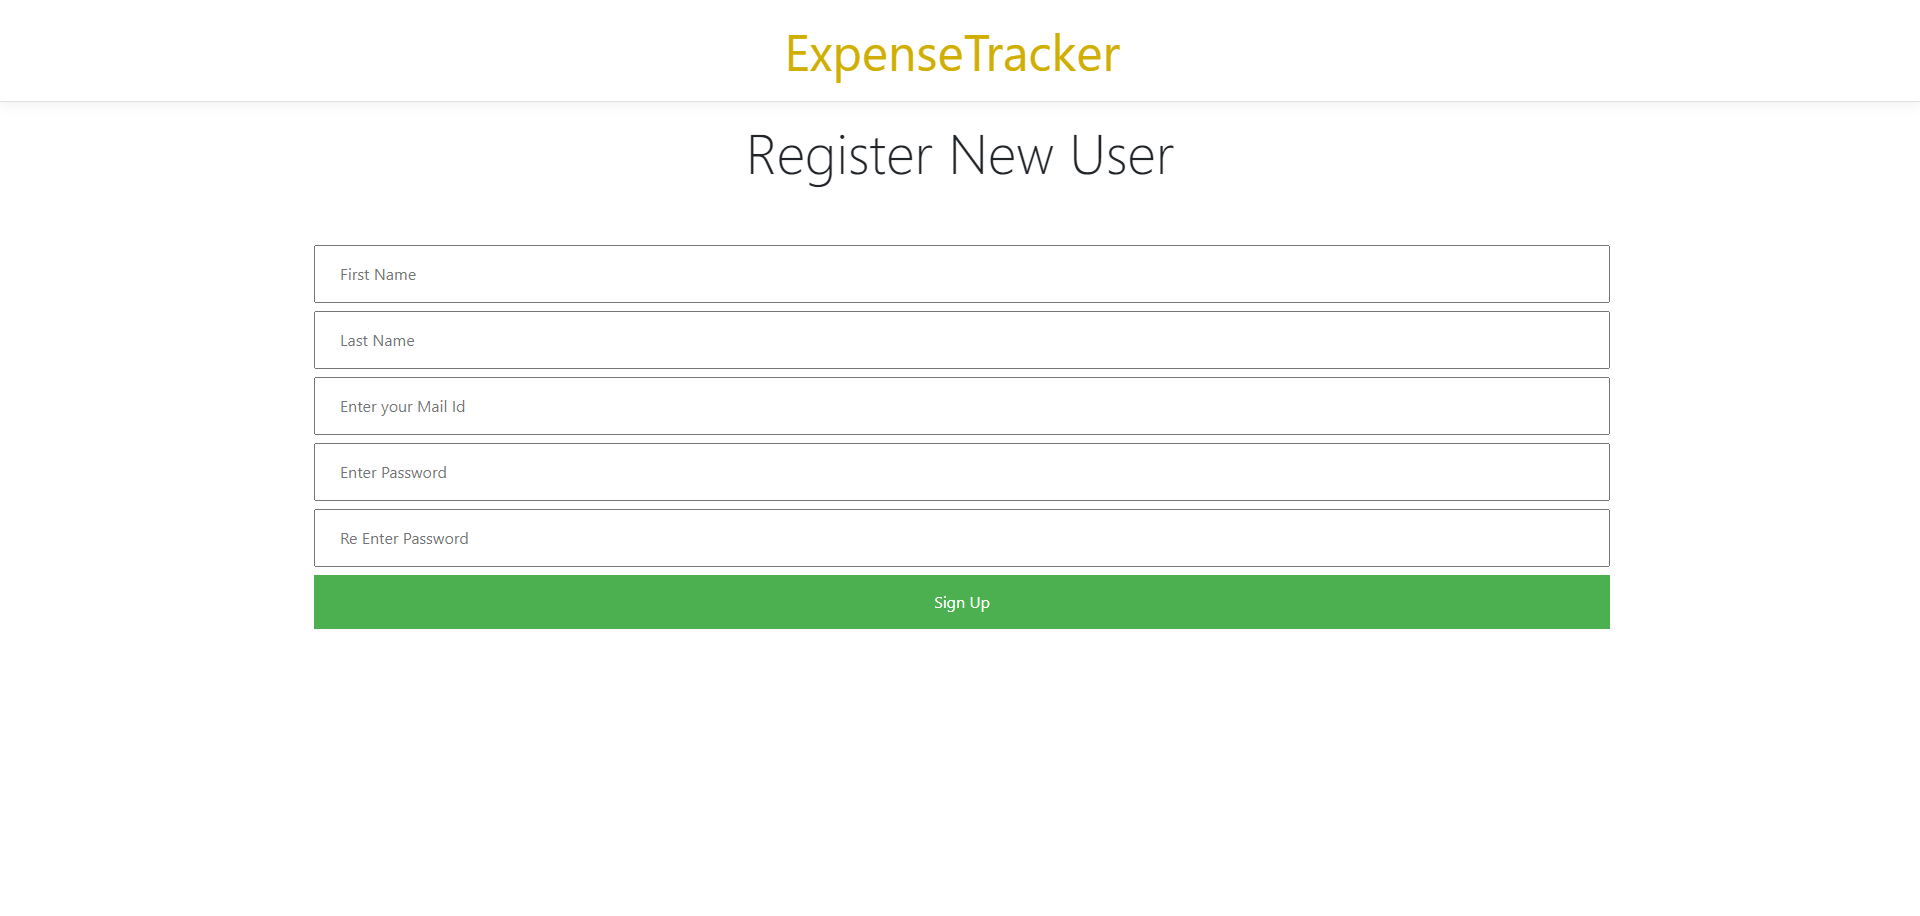 ExpenseTracker
Register New User
First Name
Last Name
Enter your Mail Id
Enter Password
Re Enter Password
Sign Up